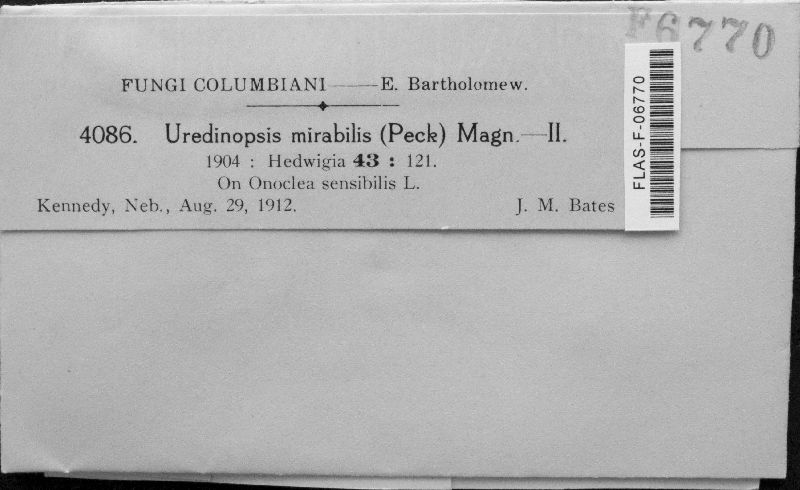 F6770
FUNGI COLUMBIANI——E. Bartholomew.
4086. Uredinopsis mirabilis (Peck) Magn.—II.
1904 : Hedwigia 43 : 121.
On Onoclea sensibilis L.
Kennedy, Neb., Aug. 29, 1912. J. M. Bates
FLAS-F-06770